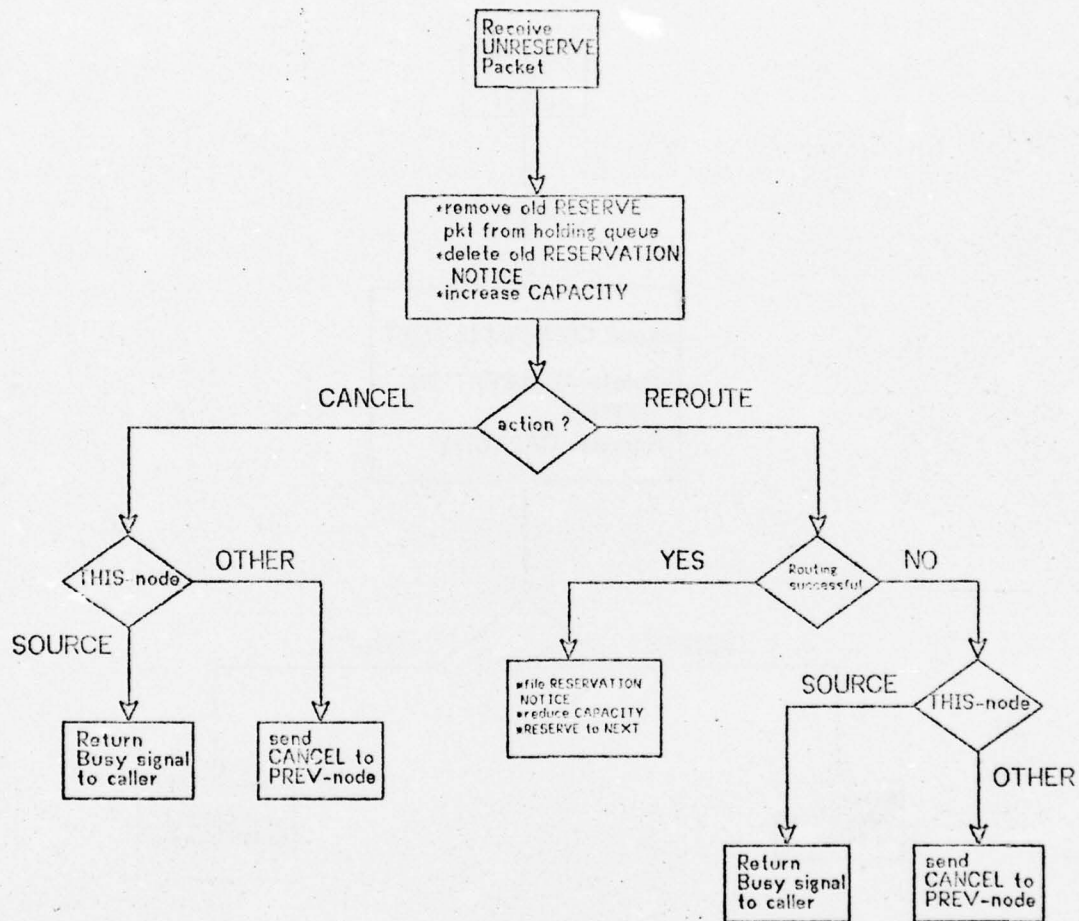 Receive
UNRESERVE
Packet
*remove old RESERVE
pkt from holding queue
*delete old RESERVATION
NOTICE
*increase CAPACITY
CANCEL
action ?
REROUTE
THIS-node
OTHER
SOURCE
Return
Busy signal
to caller
send
CANCEL to
PREV-node
YES
Routing
successful
NO
*file RESERVATION
NOTICE
*reduce CAPACITY
*RESERVE to NEXT
SOURCE
THIS-node
OTHER
Return
Busy signal
to caller
send
CANCEL to
PREV-node